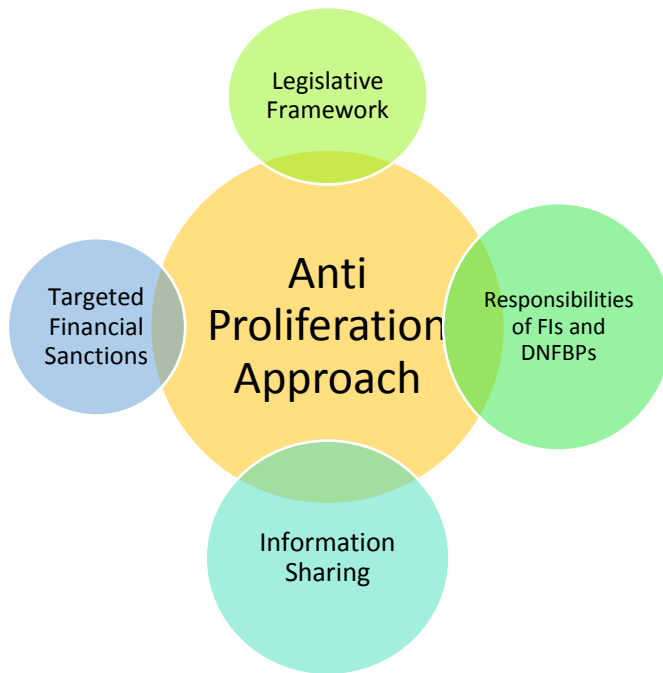 Legislative
Framework
Anti
Proliferation
Approach
Targeted
Financial
Sanctions
Responsibilities
of FIs and
DNFBPs
Information
Sharing